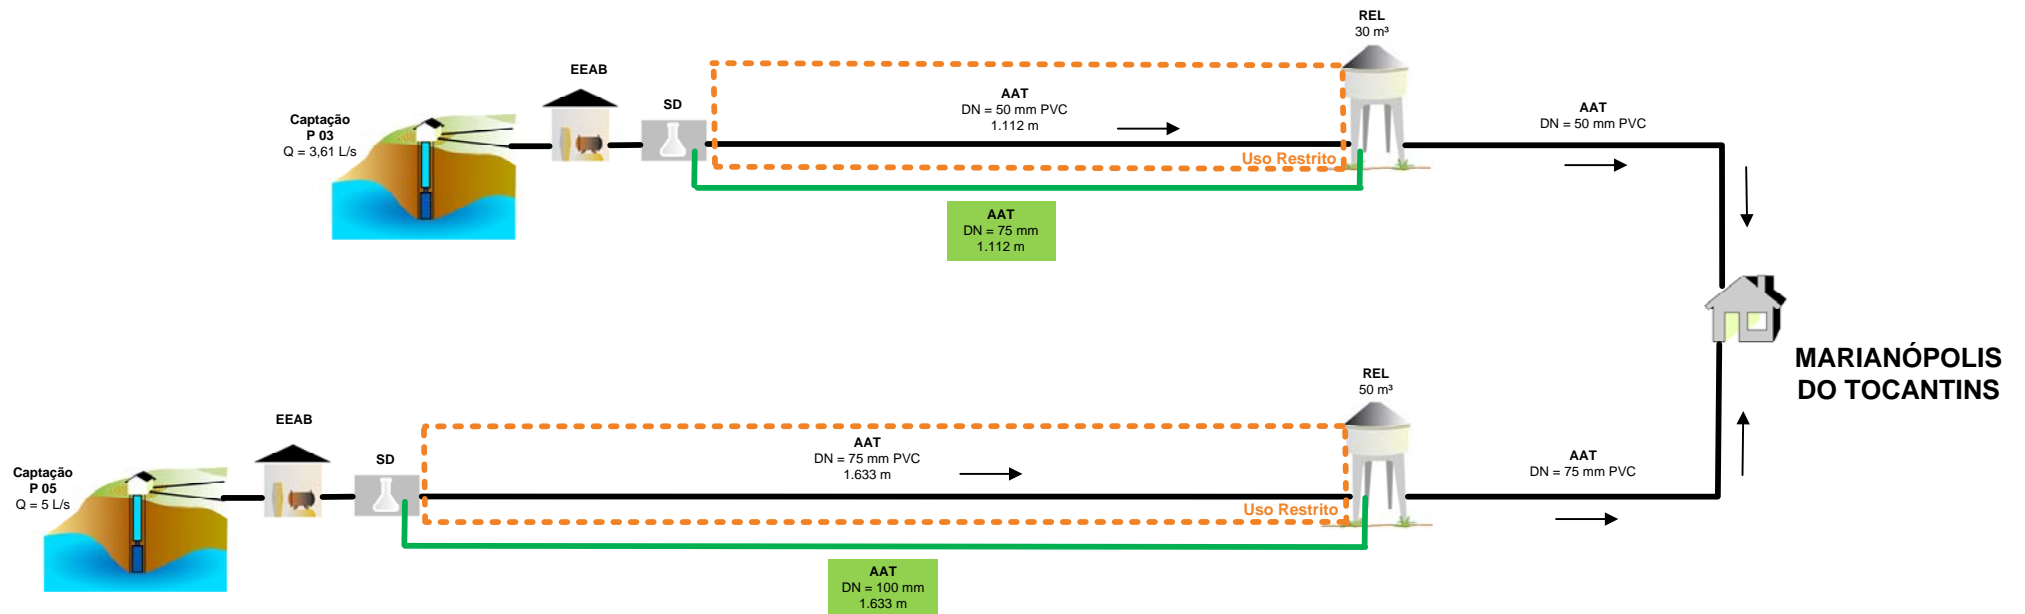 REL
30 m³
EEAB
SD
Captação
P 03
Q = 3,61 L/s
AAT
DN = 50 mm PVC
1.112 m
Uso Restrito
AAT
DN = 50 mm PVC
AAT
DN = 75 mm
1.112 m
MARIANÓPOLIS
DO TOCANTINS
REL
50 m³
EEAB
SD
Captação
P 05
Q = 5 L/s
AAT
DN = 75 mm PVC
1.633 m
Uso Restrito
AAT
DN = 75 mm PVC
AAT
DN = 100 mm
1.633 m